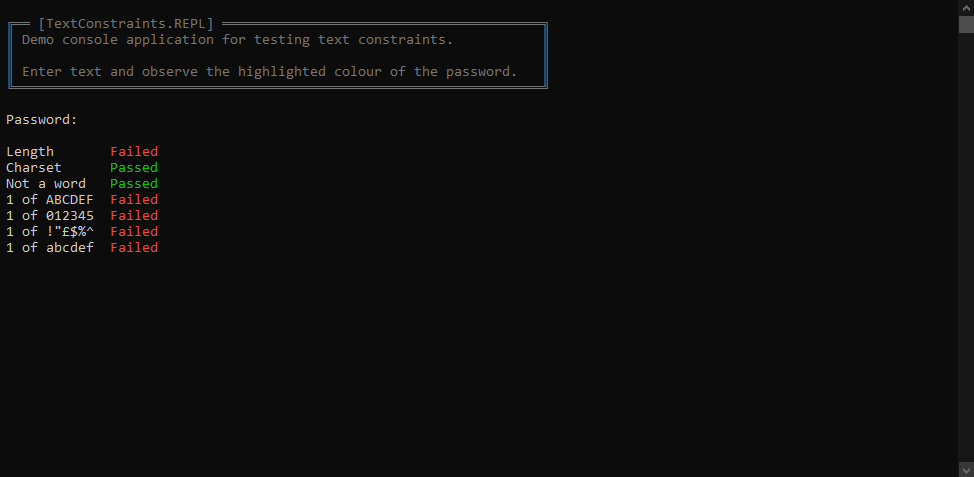 [TextConstraints.REPL]
Demo console application for testing text constraints.
Enter text and observe the highlighted colour of the password.
Password:
Length Failed
Charset Passed
Not a word Passed
1 of ABCDEF Failed
1 of 012345 Failed
1 of !"£$%^ Failed
1 of abcdef Failed